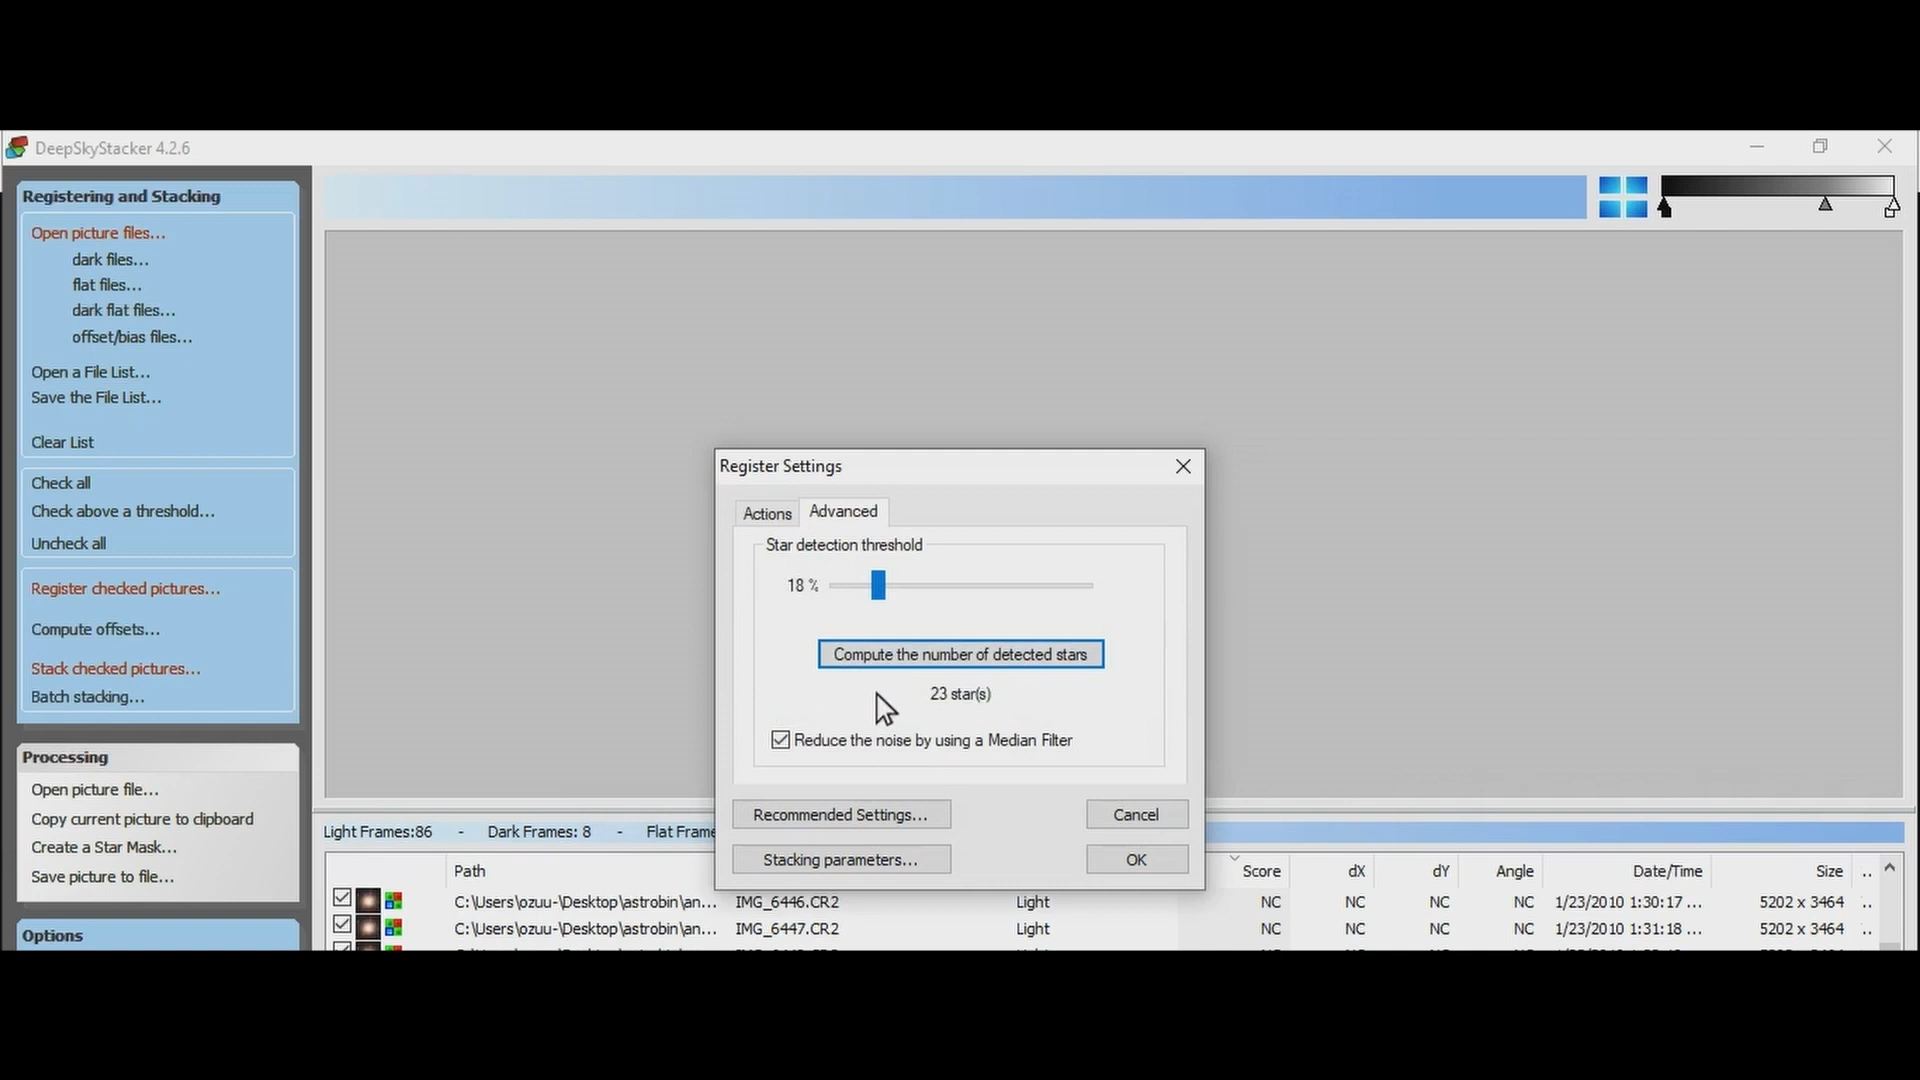 DeepSkyStacker 4.2.6
Registering and Stacking
Open picture files...
dark files...
flat files...
dark flat files...
offset/bias files...
Open a File List...
Save the File List...
Clear List
Check all
Check above a threshold...
Uncheck all
Register checked pictures...
Compute offsets...
Stack checked pictures...
Batch stacking...
Processing
Open picture file...
Copy current picture to clipboard
Create a Star Mask...
Save picture to file...
Options
Register Settings
Actions Advanced
Star detection threshold
18 %
Compute the number of detected stars
23 star(s)
Reduce the noise by using a Median Filter
Recommended Settings... Cancel
Stacking parameters... OK
Light Frames:86 - Dark Frames: 8 - Flat Frame
Path Score dX dY Angle Date/Time Size ..
C:\Users\ozuu-\Desktop\astrobin\an... IMG_6446.CR2 Light NC NC NC NC 1/23/2010 1:30:17 ... 5202 x 3464 ..
C:\Users\ozuu-\Desktop\astrobin\an... IMG_6447.CR2 Light NC NC NC NC 1/23/2010 1:31:18 ... 5202 x 3464 ..